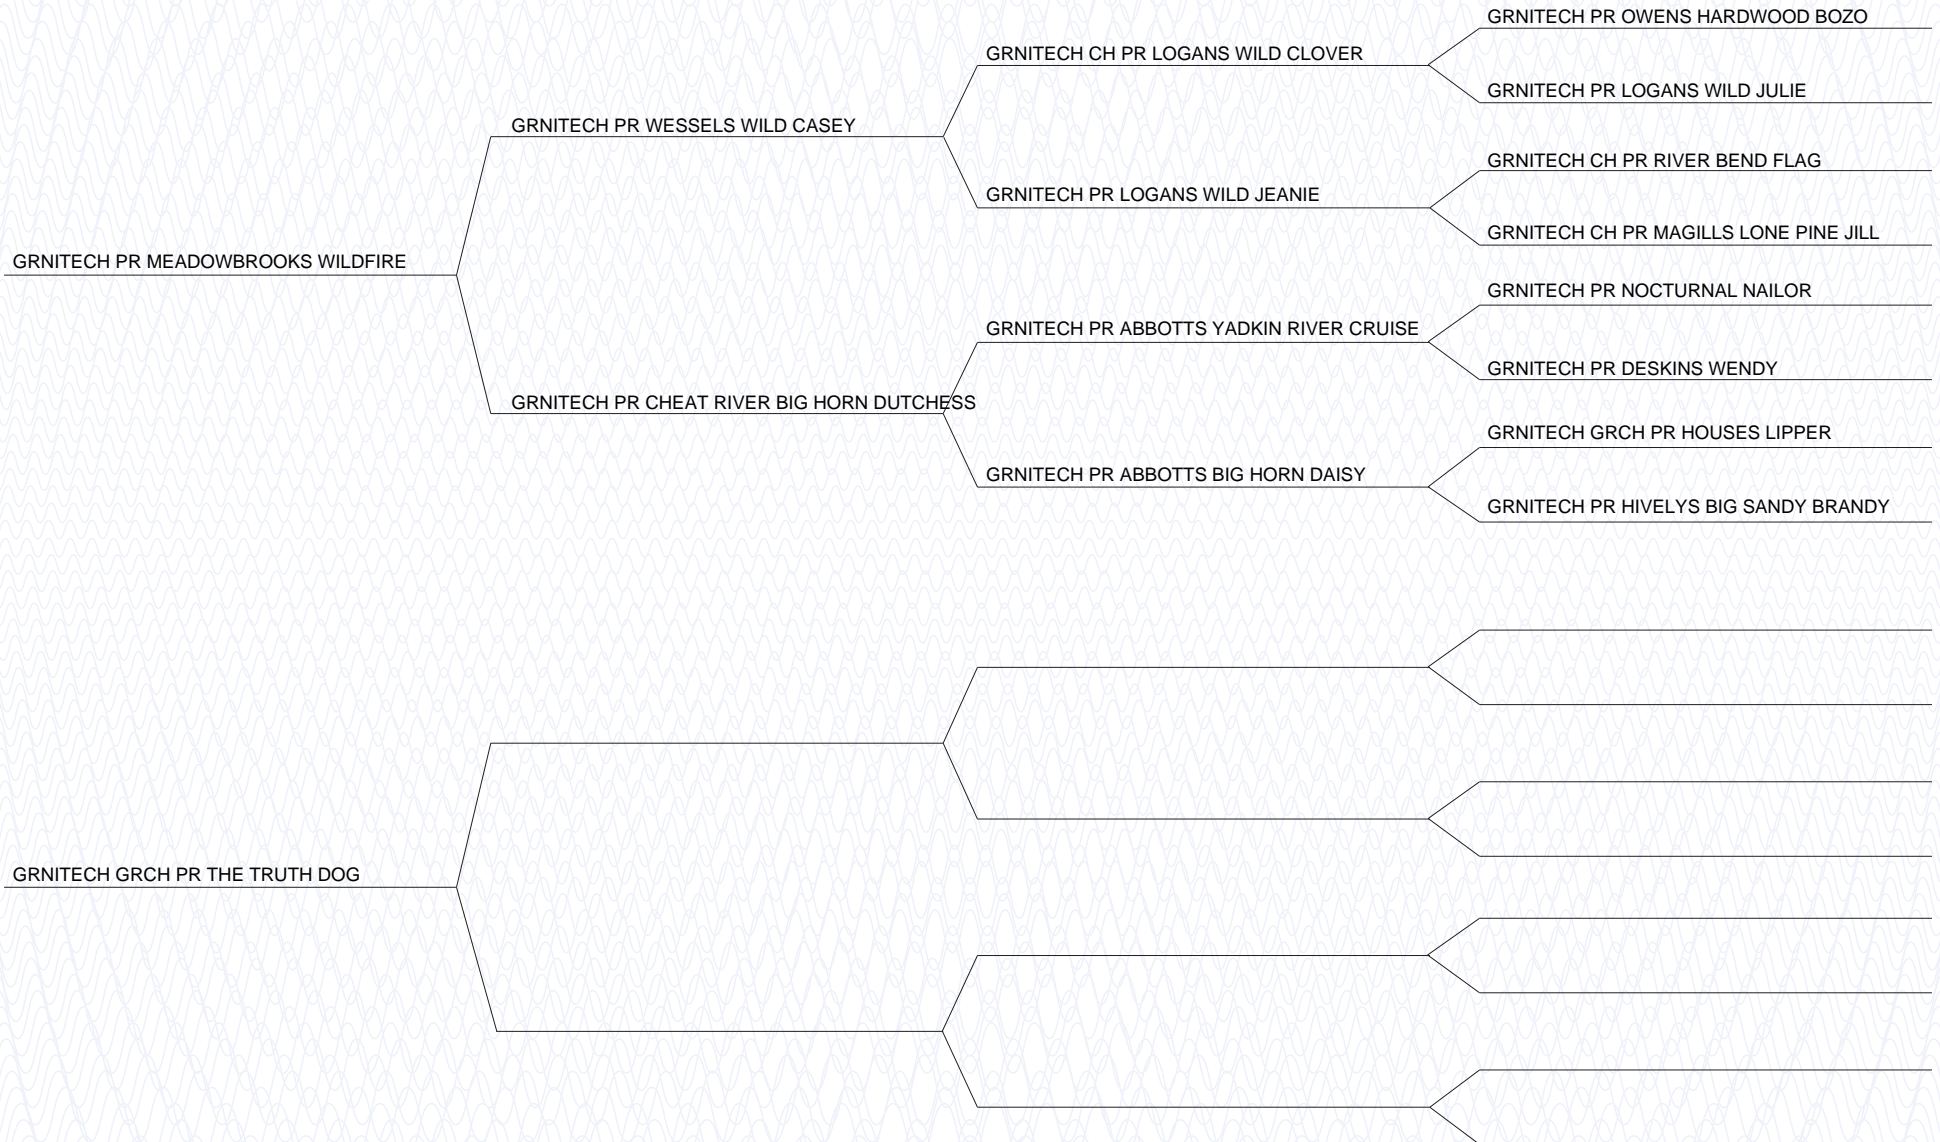 GRNITECH PR OWENS HARDWOOD BOZO
GRNITECH CH PR LOGANS WILD CLOVER
GRNITECH PR LOGANS WILD JULIE
GRNITECH PR WESSELS WILD CASEY
GRNITECH CH PR RIVER BEND FLAG
GRNITECH PR LOGANS WILD JEANIE
GRNITECH CH PR MAGILLS LONE PINE JILL
GRNITECH PR MEADOWBROOKS WILDFIRE
GRNITECH PR NOCTURNAL NAILOR
GRNITECH PR ABBOTTS YADKIN RIVER CRUISE
GRNITECH PR DESKINS WENDY
GRNITECH PR CHEAT RIVER BIG HORN DUTCHESS
GRNITECH GRCH PR HOUSES LIPPER
GRNITECH PR ABBOTTS BIG HORN DAISY
GRNITECH PR HIVELYS BIG SANDY BRANDY
GRNITECH GRCH PR THE TRUTH DOG